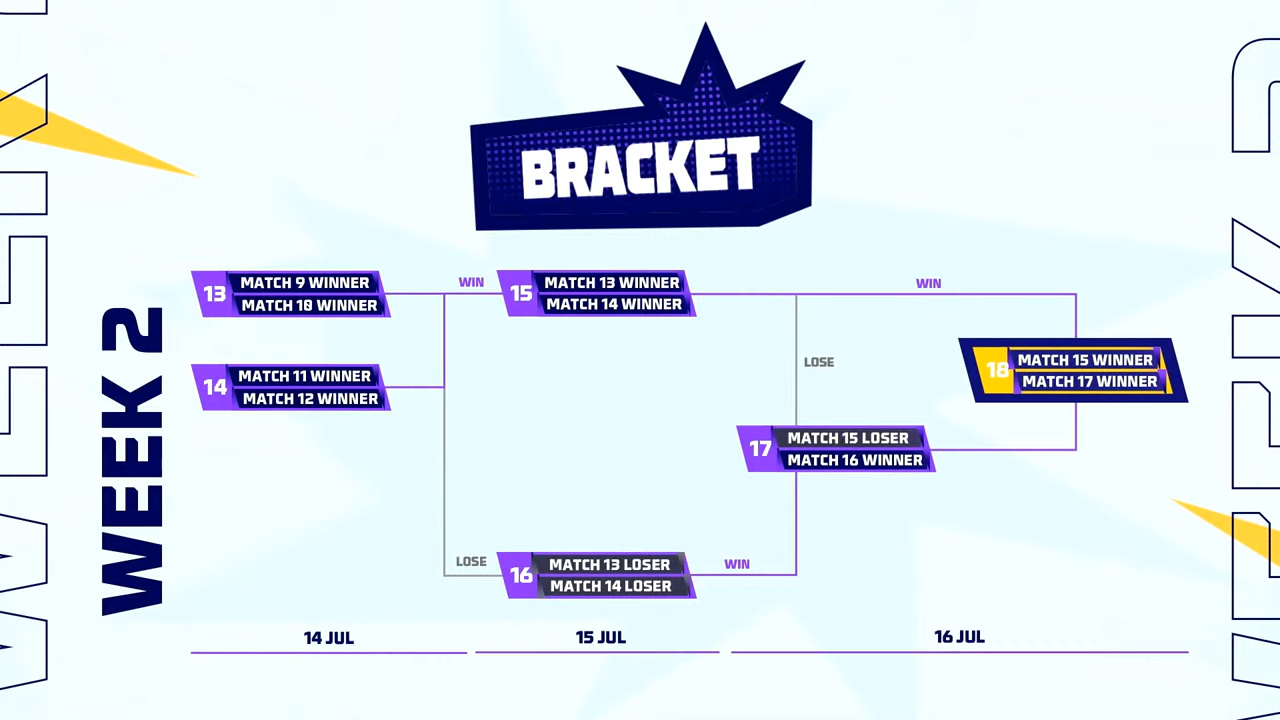 BRACKET
WEEK 2
13
MATCH 9 WINNER
MATCH 10 WINNER
14
MATCH 11 WINNER
MATCH 12 WINNER
WIN
LOSE
15
MATCH 13 WINNER
MATCH 14 WINNER
16
MATCH 13 LOSER
MATCH 14 LOSER
WIN
LOSE
WIN
17
MATCH 15 LOSER
MATCH 16 WINNER
18
MATCH 15 WINNER
MATCH 17 WINNER
14 JUL
15 JUL
16 JUL